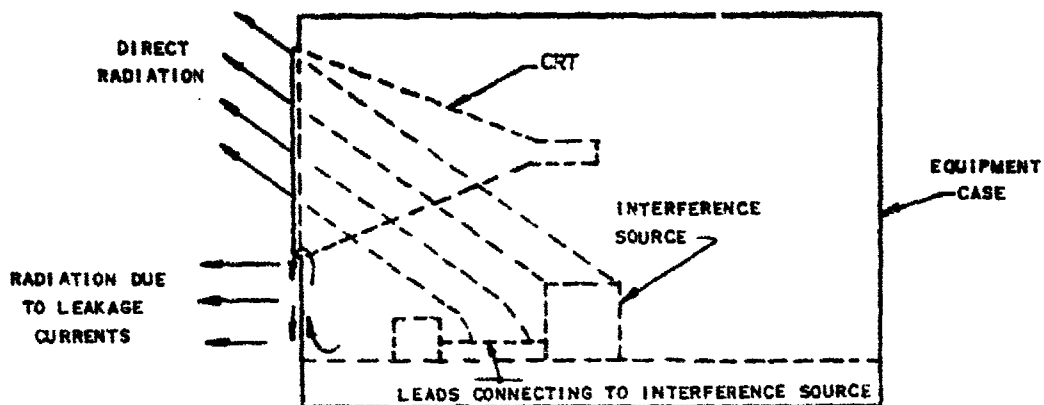 DIRECT
RADIATION
CRT
EQUIPMENT
CASE
INTERFERENCE
SOURCE
RADIATION DUE
TO LEAKAGE
CURRENTS
LEADS CONNECTING TO INTERFERENCE SOURCE